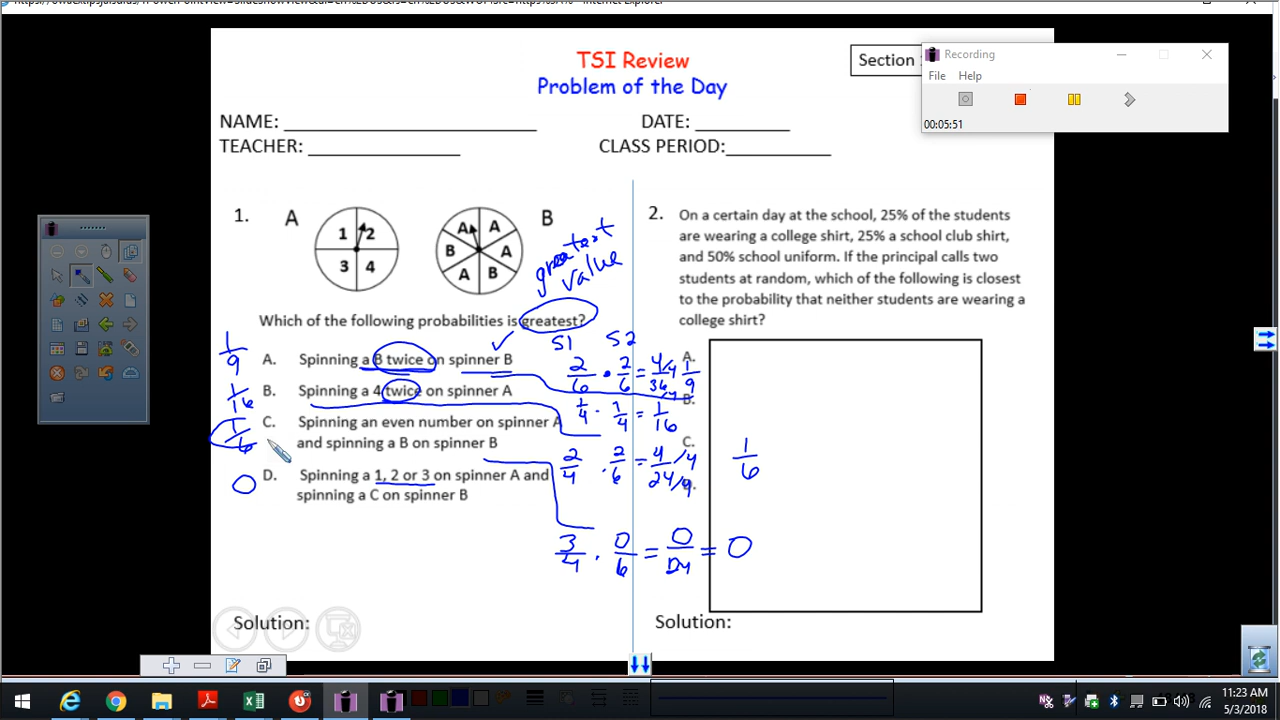 TSI Review
Problem of the Day
Section
Recording
File Help
00:05:51
NAME: DATE:
TEACHER: CLASS PERIOD:
1. A
1 2
3 4
A A
B A
A B
B
greatest
value
Which of the following probabilities is greatest?
S1 S2
1/9 A. Spinning a B twice on spinner B 2/6 • 2/6 = 4/4 36/4 1/9
1/16 B. Spinning a 4 twice on spinner A 1/4 · 1/4 = 1/16
1/6 C. Spinning an even number on spinner A
and spinning a B on spinner B 2/4 · 2/6 = 4/4 1/6
0 D. Spinning a 1, 2 or 3 on spinner A and
spinning a C on spinner B
3/4 · 0/6 = 0/24 = 0
Solution:
2. On a certain day at the school, 25% of the students
are wearing a college shirt, 25% a school club shirt,
and 50% school uniform. If the principal calls two
students at random, which of the following is closest
to the probability that neither students are wearing a
college shirt?
A.
B.
C.
Solution:
11:23 AM
5/3/2018